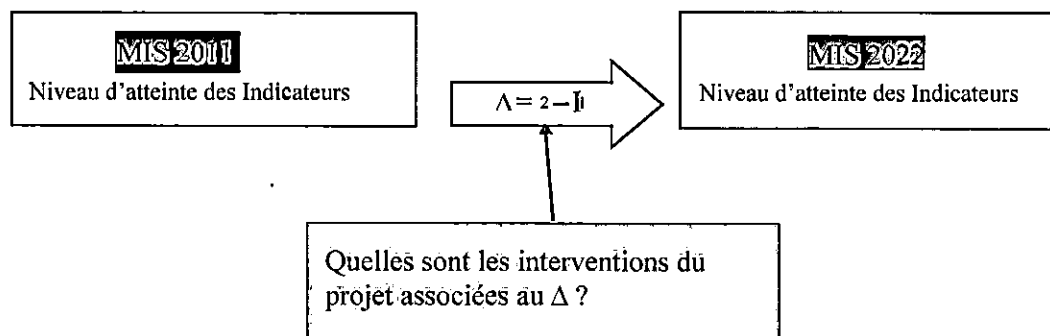 MIS 2011
Niveau d'atteinte des Indicateurs
Λ = 2 –
MIS 2022
Niveau d'atteinte des Indicateurs
Quelles sont les interventions du
projet associées au Δ ?